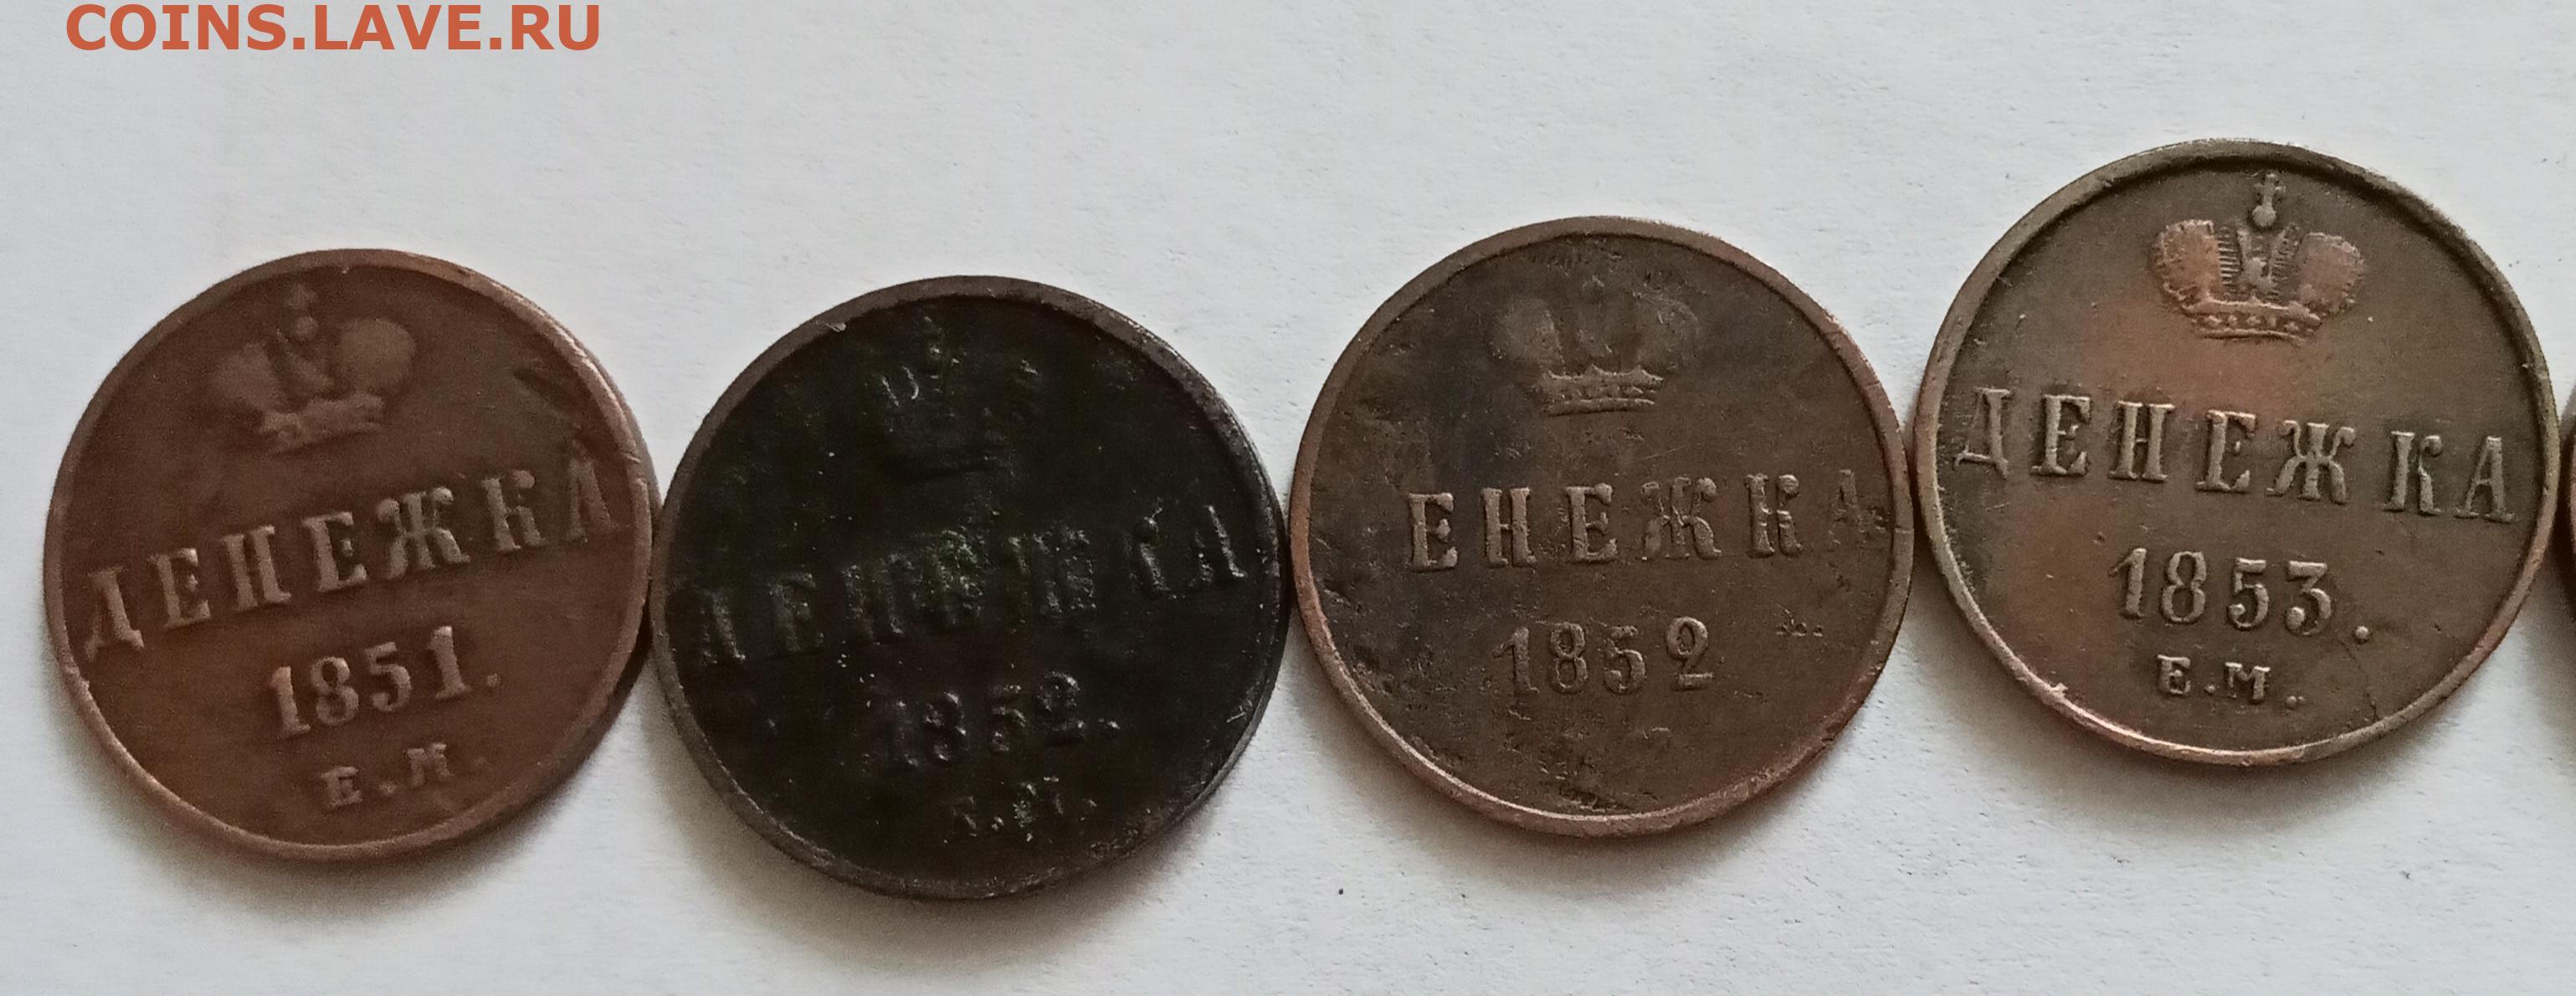 COINS.LAVE.RU
ДЕНЕЖКА
1851.
Е.М.
ДЕНЕЖКА
1852.
Е.М.
ЕНЕЖКА
1852
ДЕНЕЖКА
1853.
Е.М.